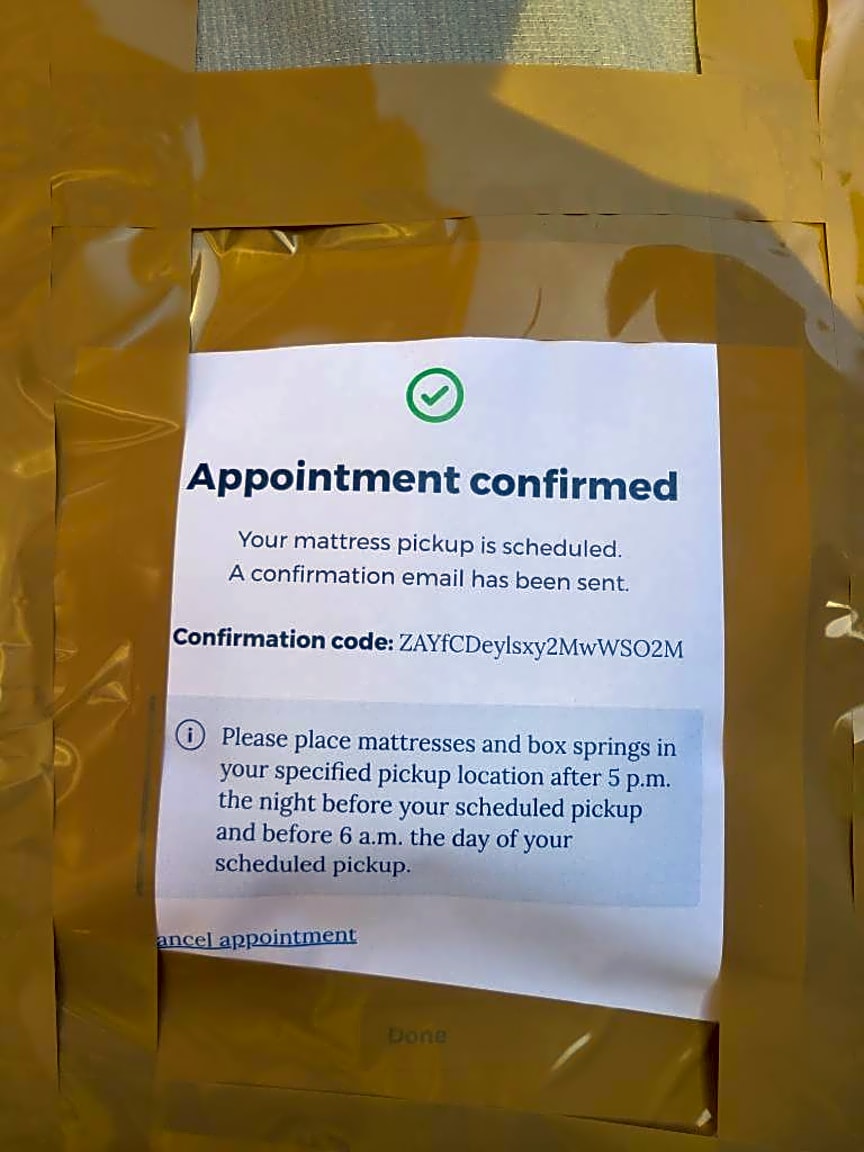 Appointment confirmed
Your mattress pickup is scheduled.
A confirmation email has been sent.
Confirmation code: ZAYfCDeylsxy2MwWSO2M
Please place mattresses and box springs in
your specified pickup location after 5 p.m.
the night before your scheduled pickup
and before 6 a.m. the day of your
scheduled pickup.
ancel appointment
Done